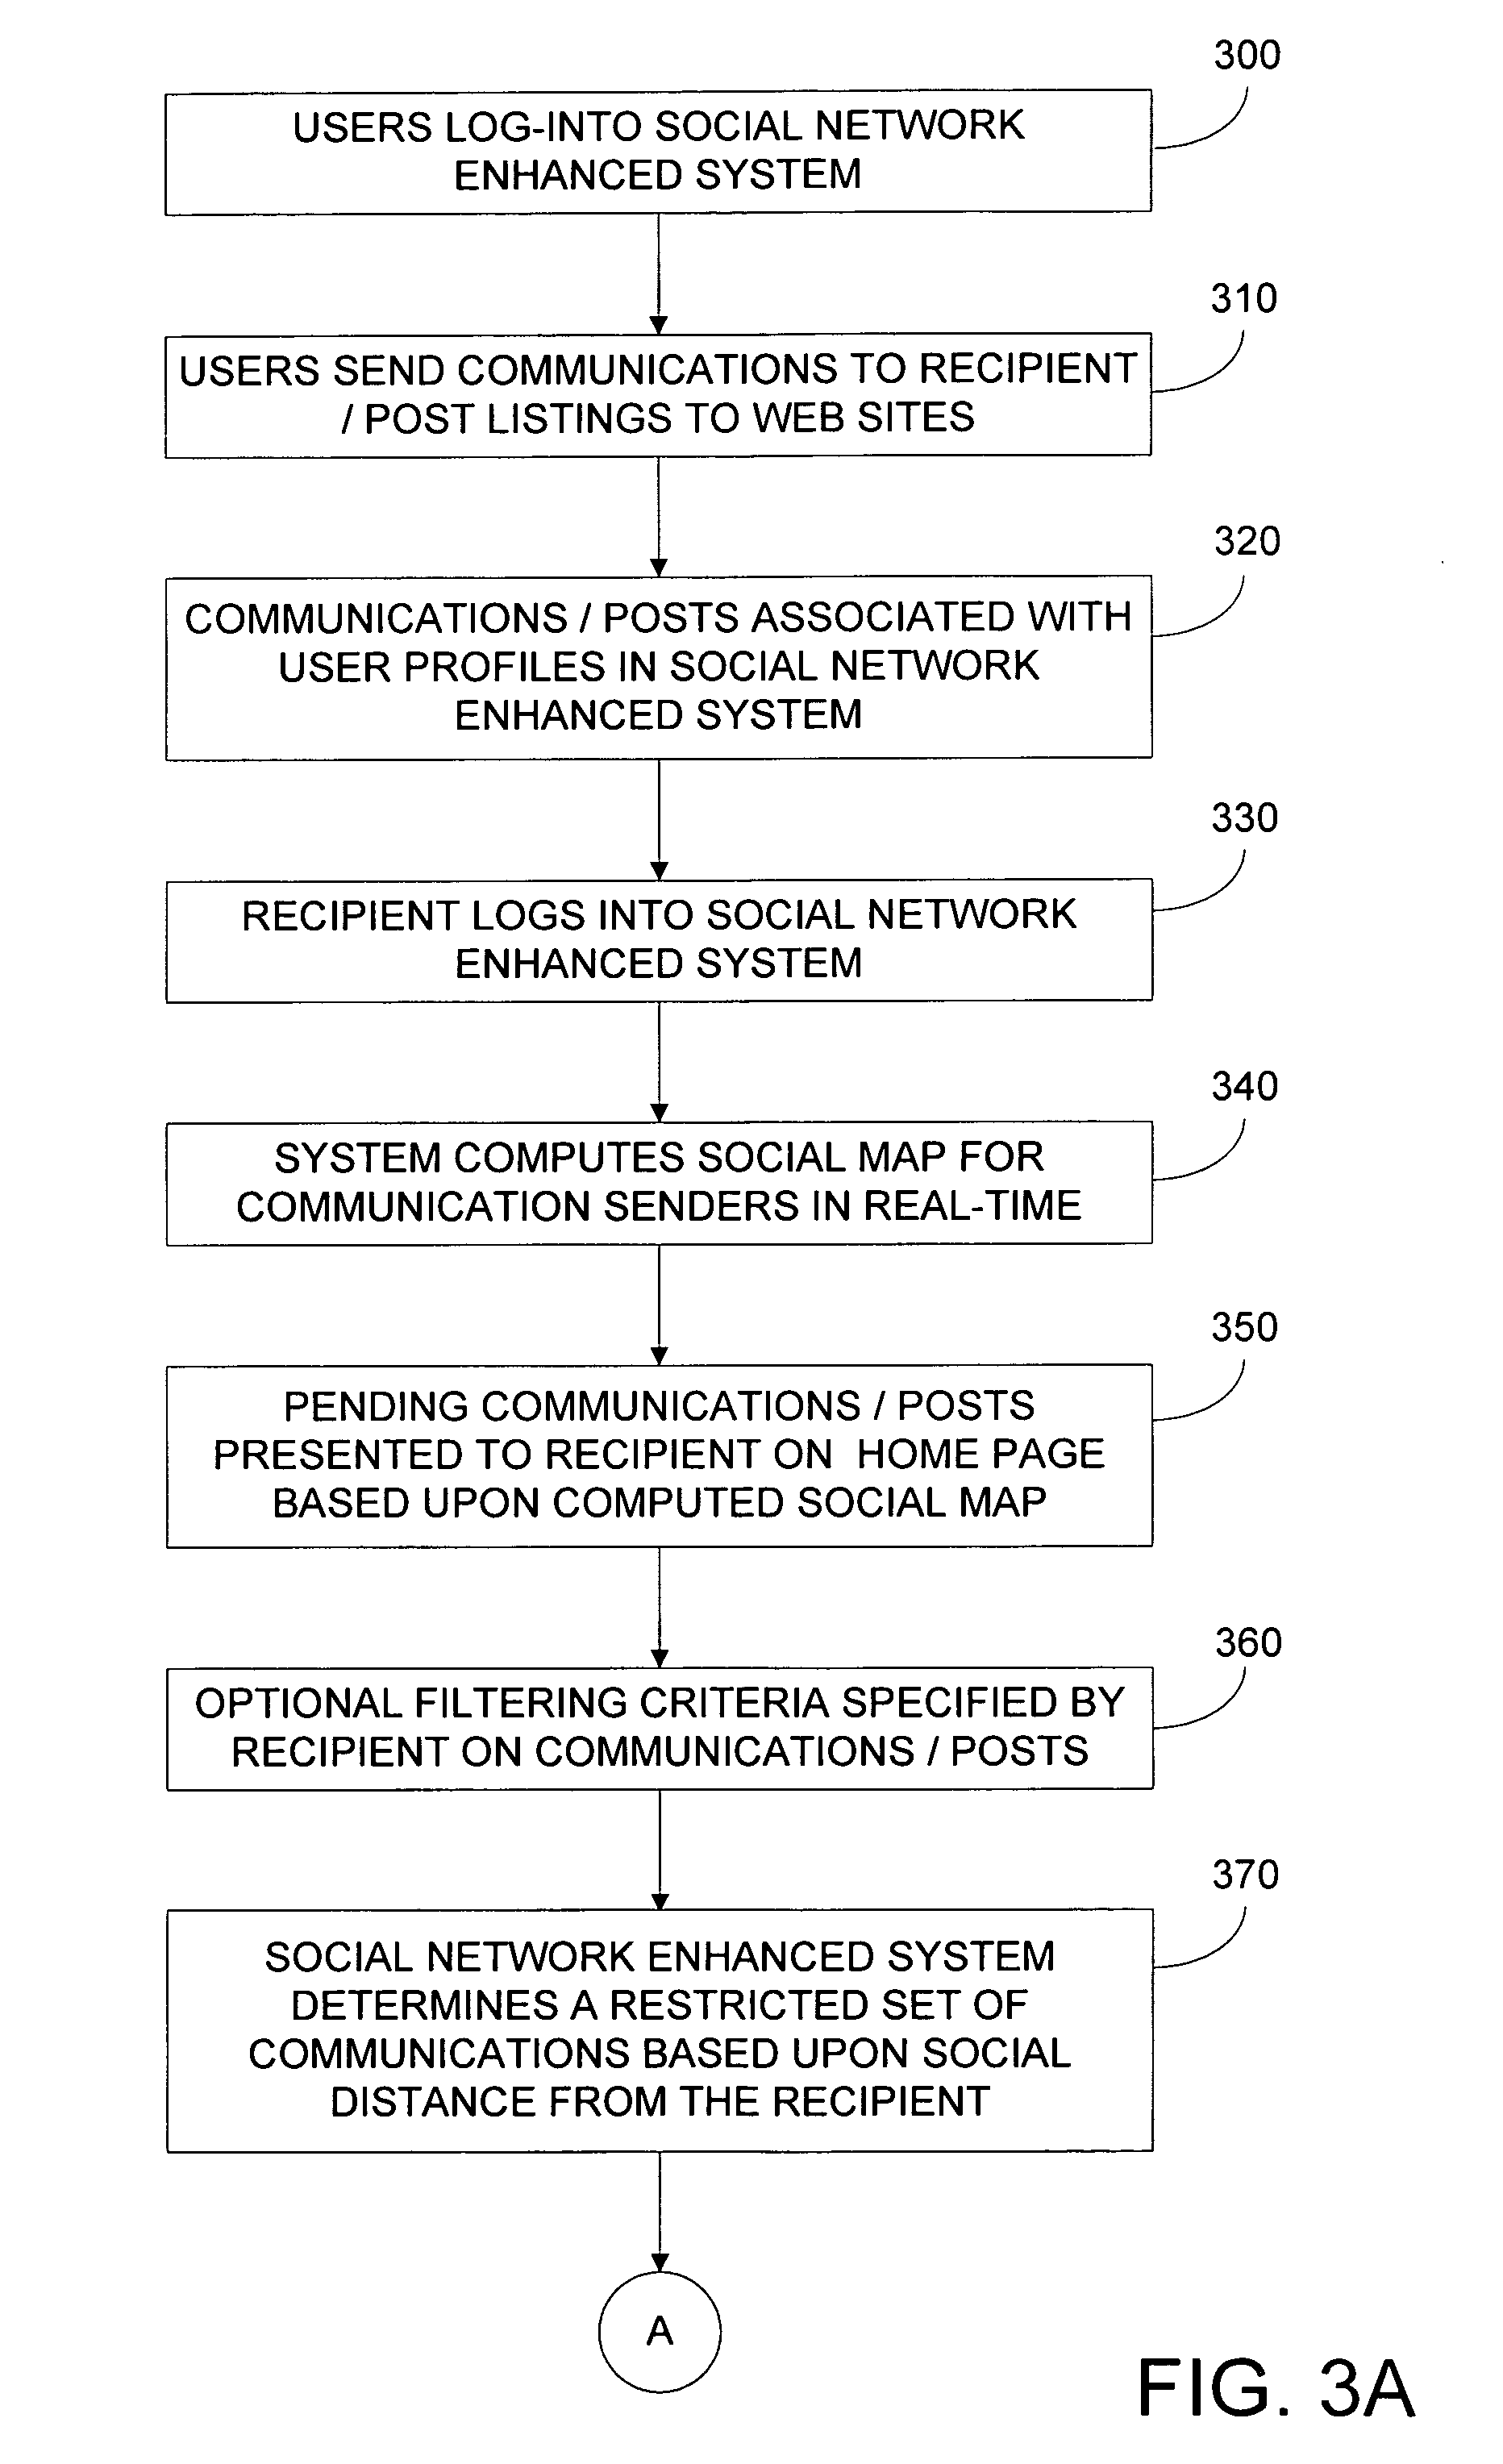 300
USERS LOG-INTO SOCIAL NETWORK
ENHANCED SYSTEM
310
USERS SEND COMMUNICATIONS TO RECIPIENT
/ POST LISTINGS TO WEB SITES
320
COMMUNICATIONS / POSTS ASSOCIATED WITH
USER PROFILES IN SOCIAL NETWORK
ENHANCED SYSTEM
330
RECIPIENT LOGS INTO SOCIAL NETWORK
ENHANCED SYSTEM
340
SYSTEM COMPUTES SOCIAL MAP FOR
COMMUNICATION SENDERS IN REAL-TIME
350
PENDING COMMUNICATIONS / POSTS
PRESENTED TO RECIPIENT ON HOME PAGE
BASED UPON COMPUTED SOCIAL MAP
360
OPTIONAL FILTERING CRITERIA SPECIFIED BY
RECIPIENT ON COMMUNICATIONS / POSTS
370
SOCIAL NETWORK ENHANCED SYSTEM
DETERMINES A RESTRICTED SET OF
COMMUNICATIONS BASED UPON SOCIAL
DISTANCE FROM THE RECIPIENT
A
FIG. 3A